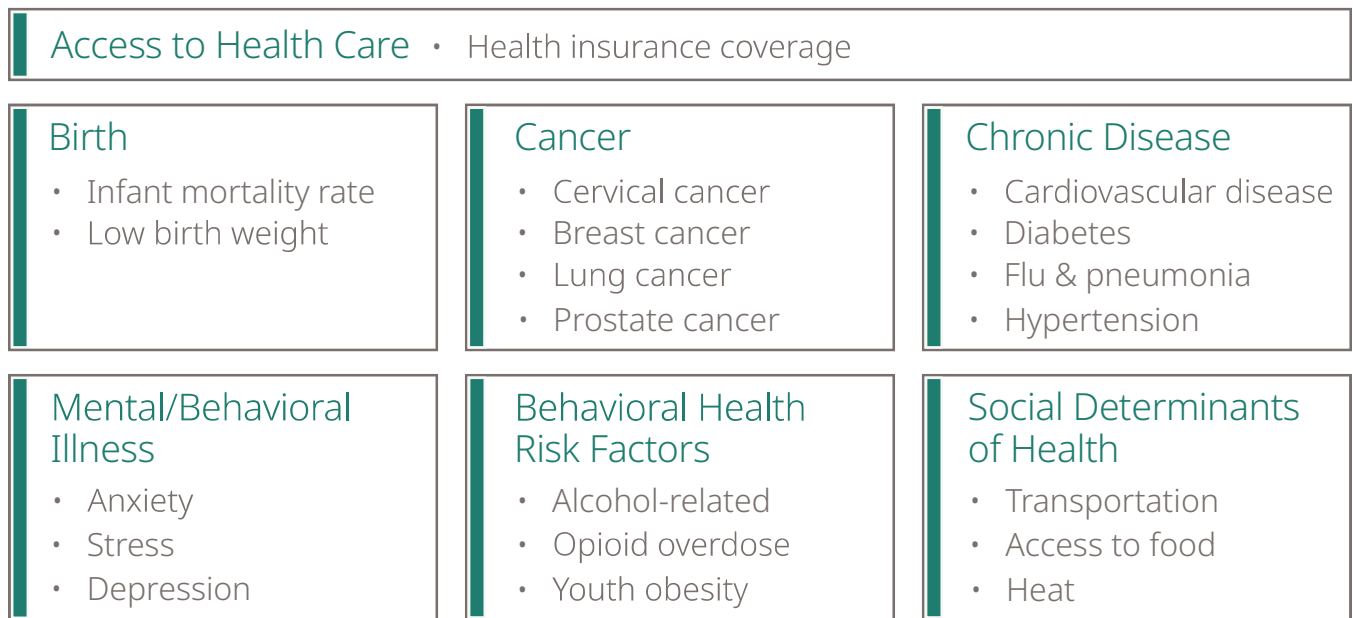 Access to Health Care • Health insurance coverage
Birth
• Infant mortality rate
• Low birth weight
Cancer
• Cervical cancer
• Breast cancer
• Lung cancer
• Prostate cancer
Chronic Disease
• Cardiovascular disease
• Diabetes
• Flu & pneumonia
• Hypertension
Mental/Behavioral
Illness
• Anxiety
• Stress
• Depression
Behavioral Health
Risk Factors
• Alcohol-related
• Opioid overdose
• Youth obesity
Social Determinants
of Health
• Transportation
• Access to food
• Heat